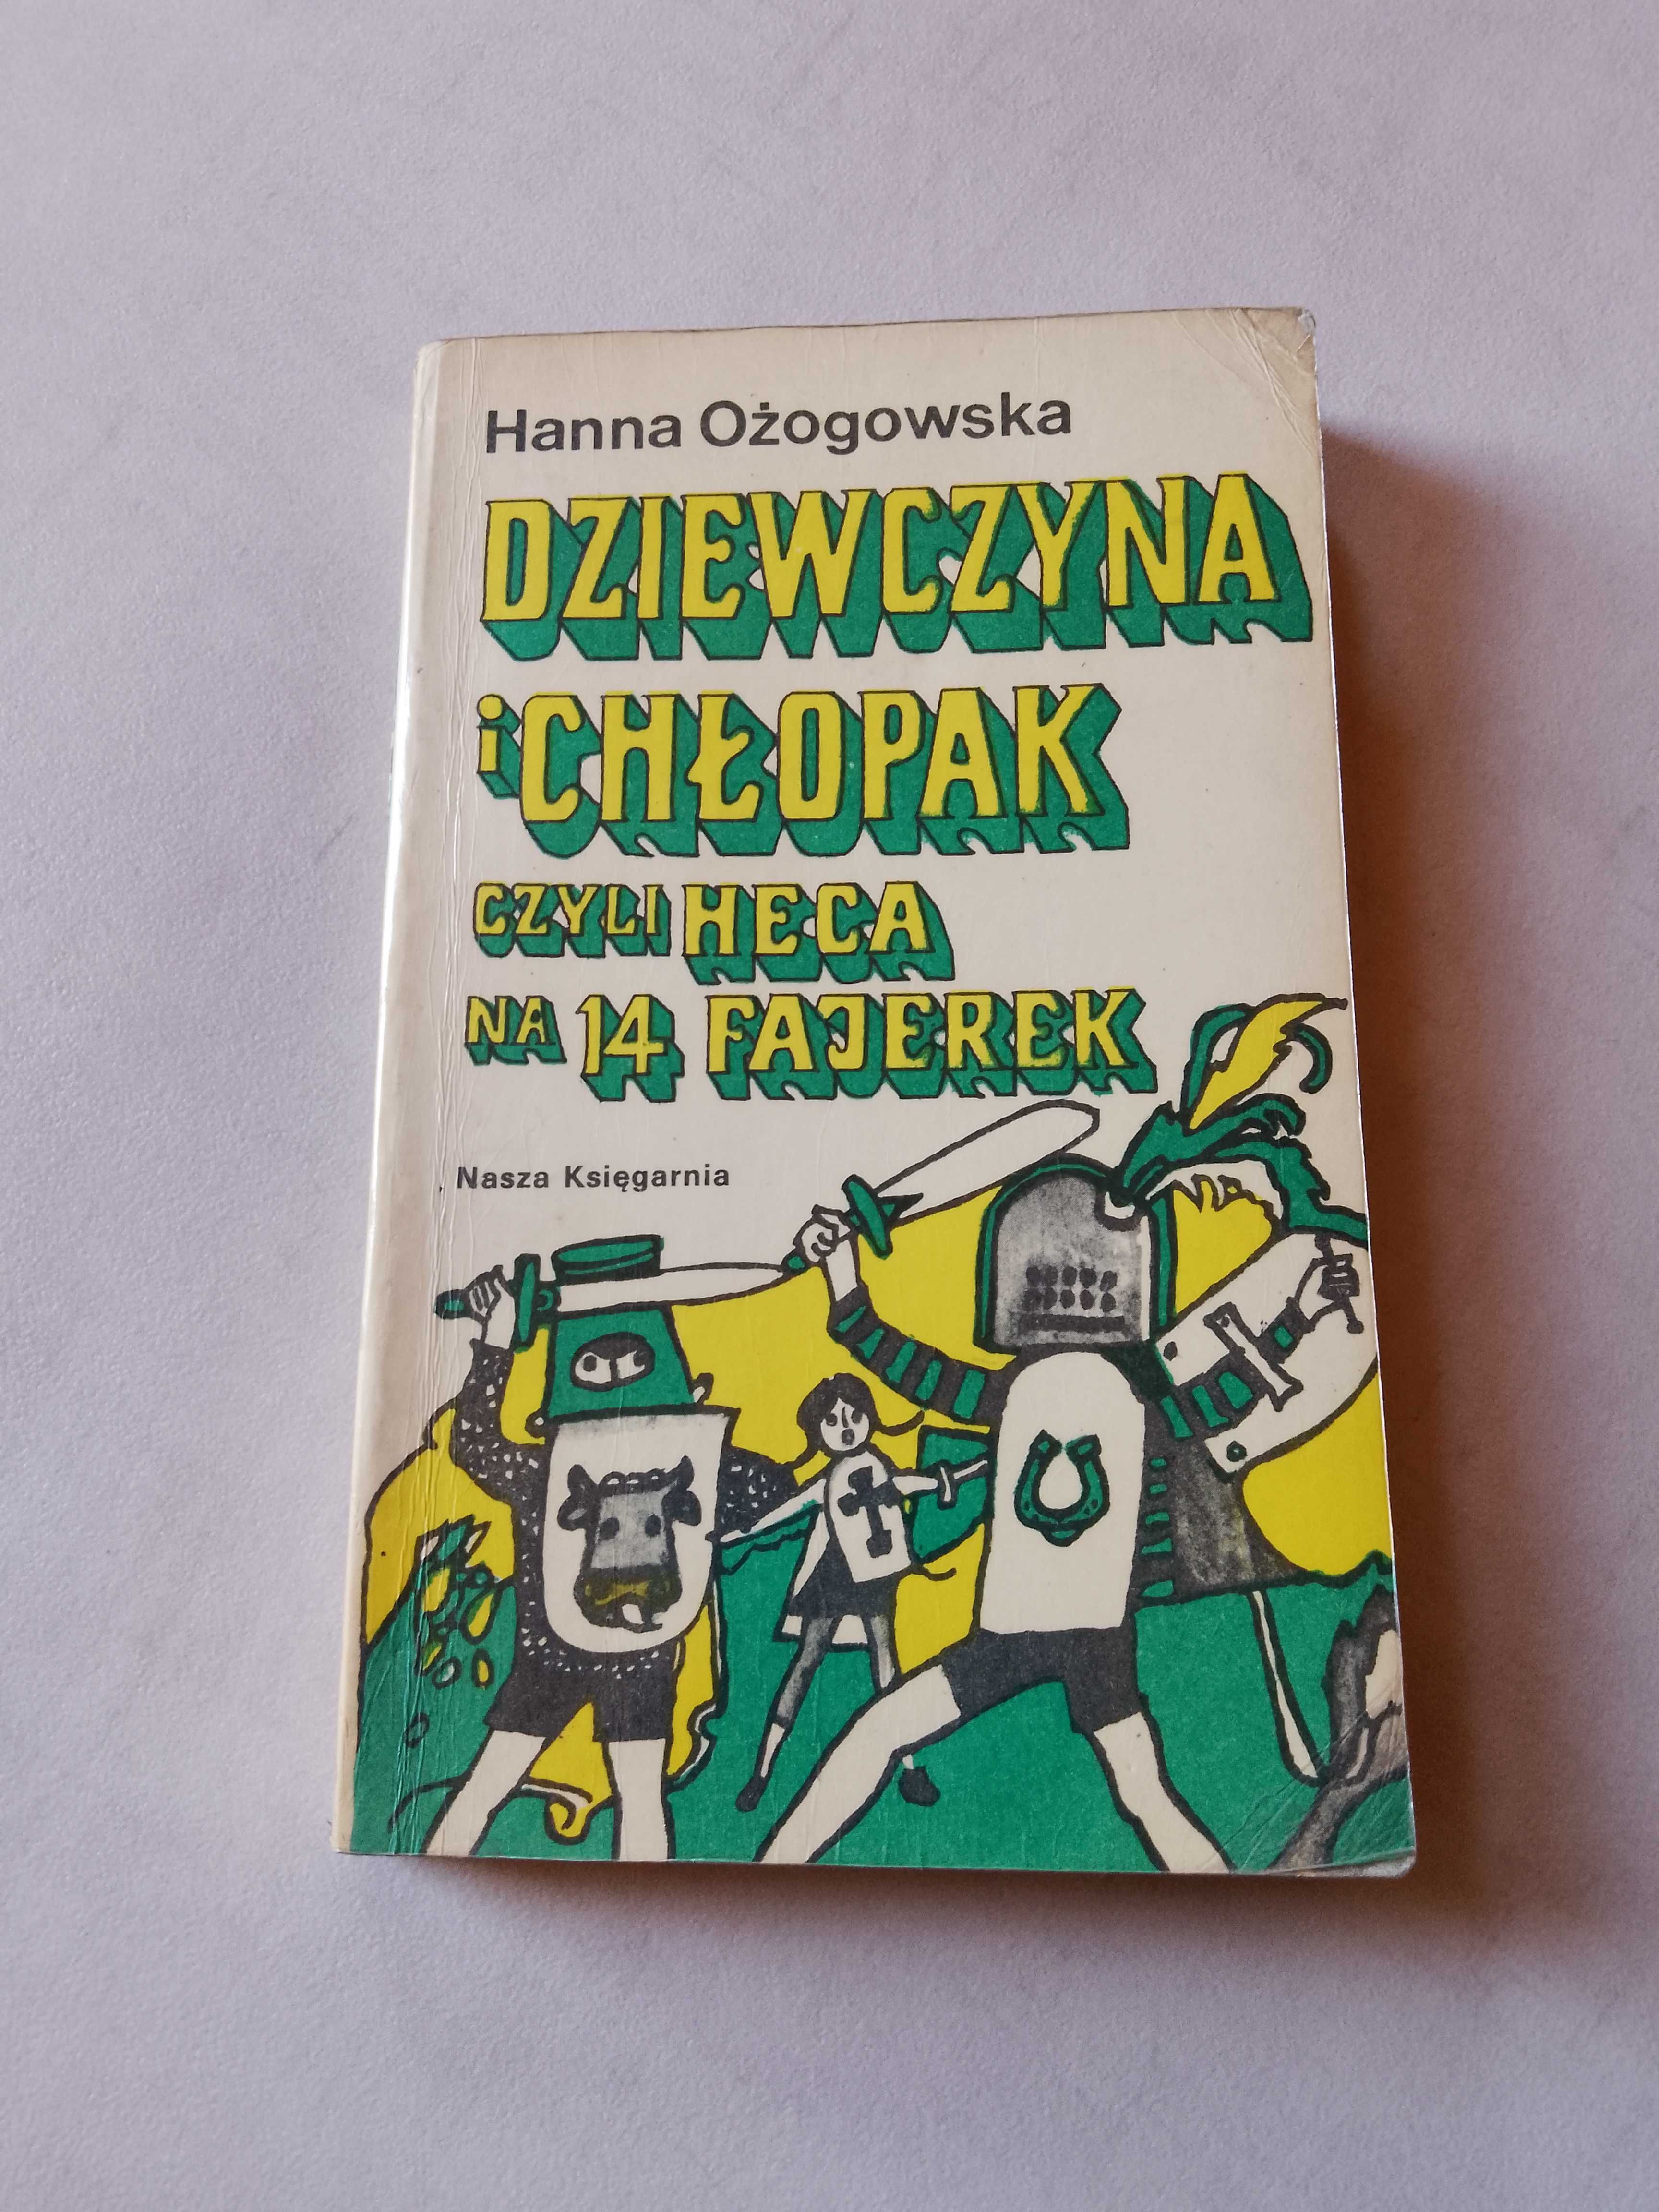 Hanna Ożogowska
DZIEWCZYNA
i CHŁOPAK
CZYLI HECA
NA 14 FAJEREK
Nasza Księgarnia